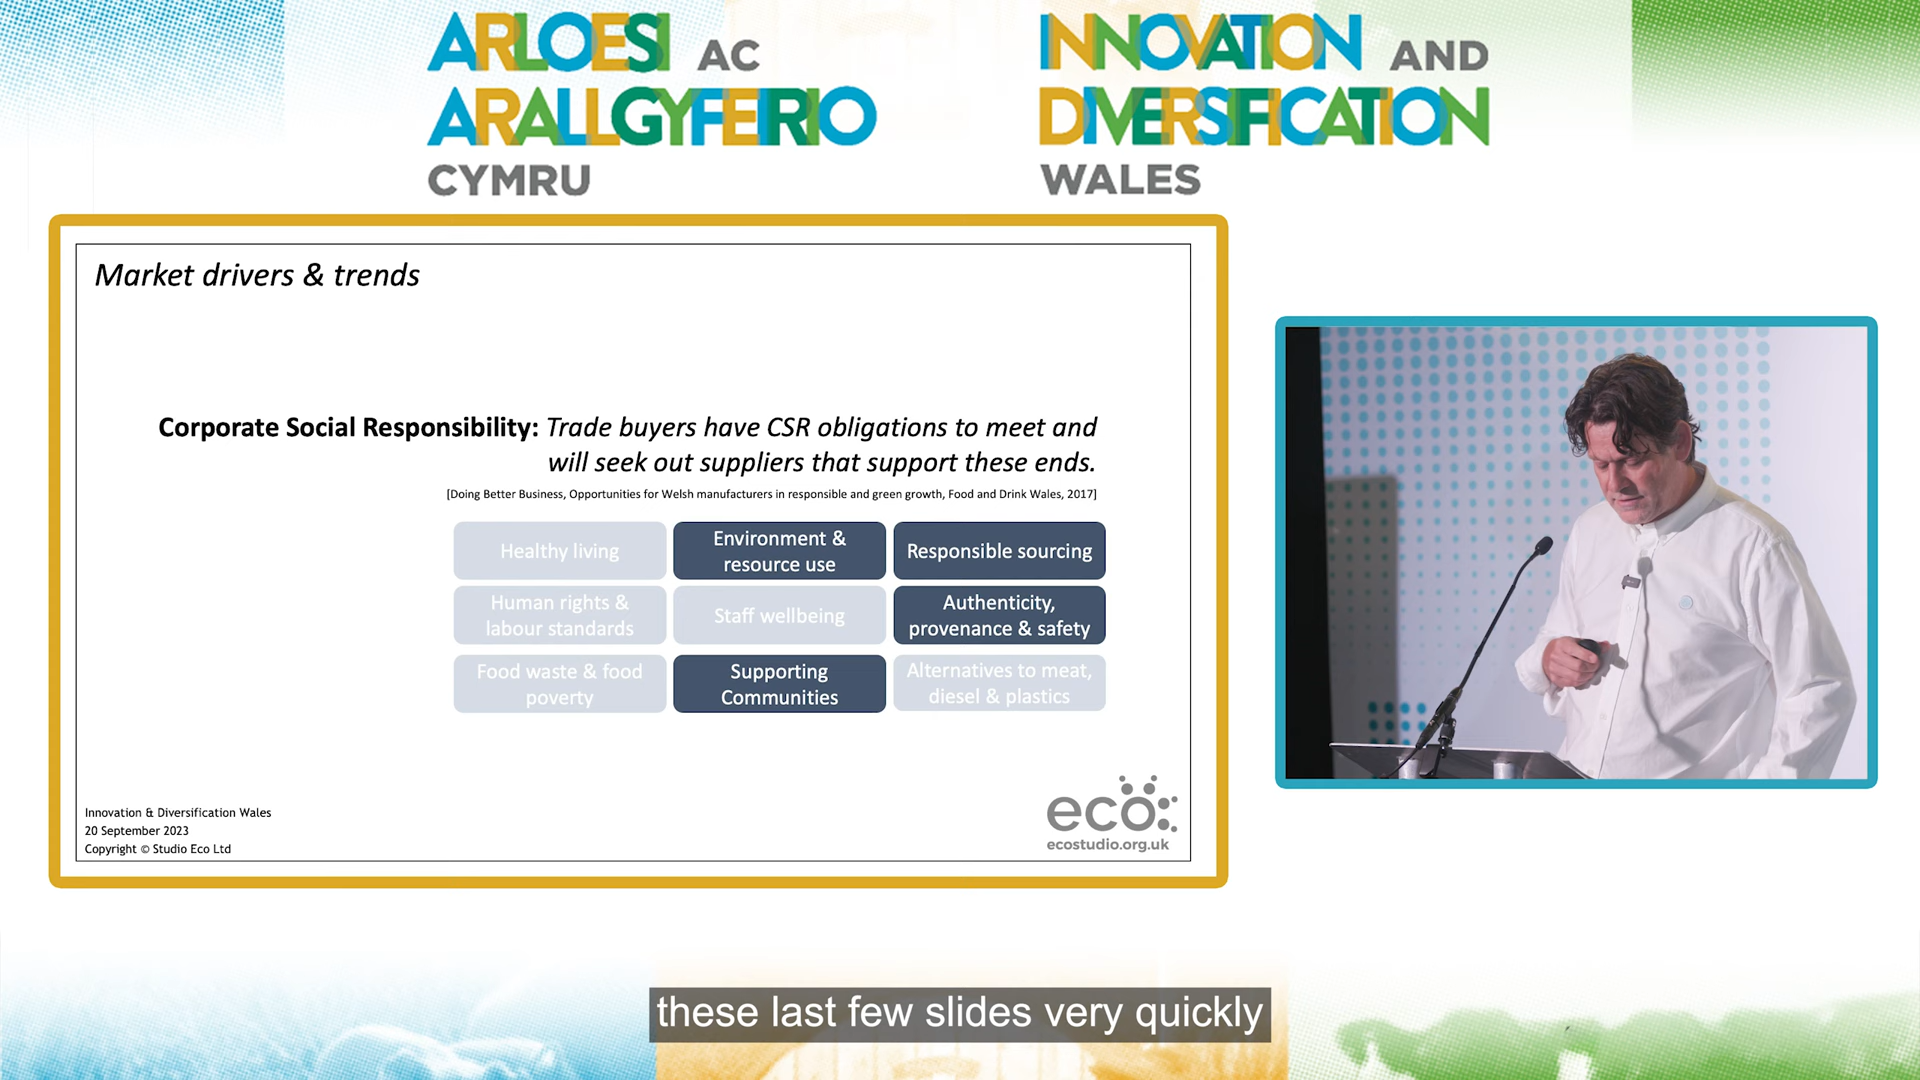 ARLOESI AC
ARALLGYFEIRIO
CYMRU
INNOVATION AND
DIVERSIFICATION
WALES
Market drivers & trends
Corporate Social Responsibility: Trade buyers have CSR obligations to meet and
will seek out suppliers that support these ends.
[Doing Better Business, Opportunities for Welsh manufacturers in responsible and green growth, Food and Drink Wales, 2017]
Healthy living
Environment &
resource use
Responsible sourcing
Human rights &
labour standards
Staff wellbeing
Authenticity,
provenance & safety
Food waste & food
poverty
Supporting
Communities
Alternatives to meat,
diesel & plastics
Innovation & Diversification Wales
20 September 2023
Copyright © Studio Eco Ltd
eco
ecostudio.org.uk
these last few slides very quickly